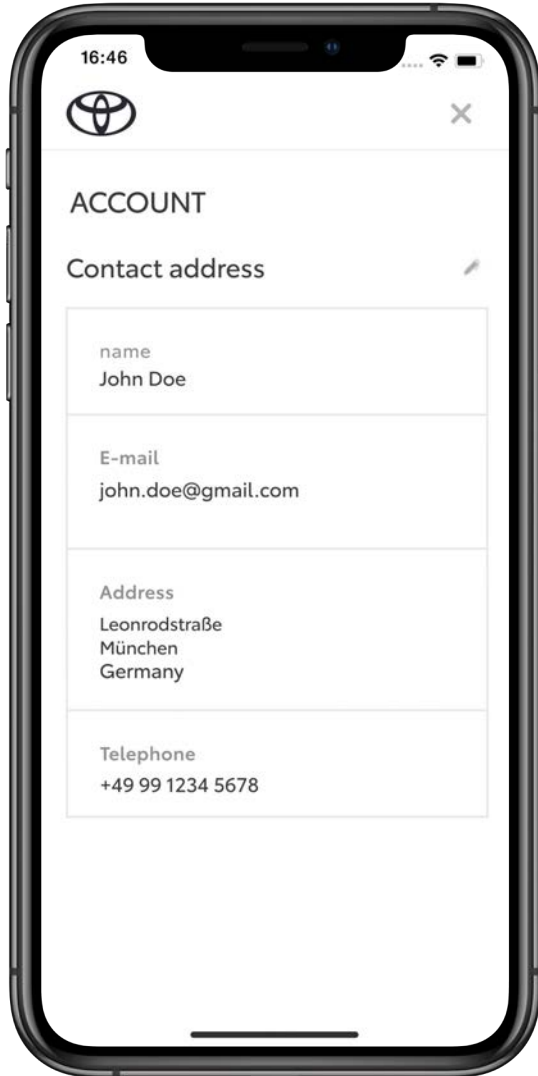 16:46
ACCOUNT
Contact address
name
John Doe
E-mail
john.doe@gmail.com
Address
Leonrodstraße
München
Germany
Telephone
+49 99 1234 5678